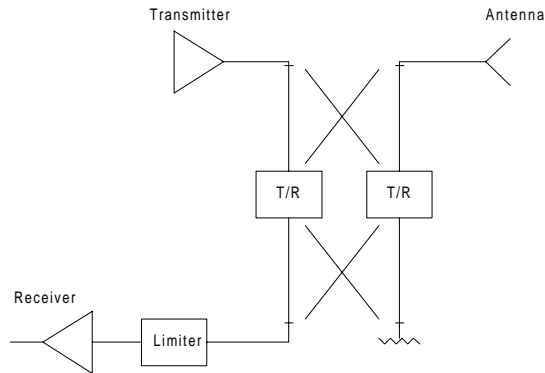 Transmitter
Antenna
T/R
T/R
Receiver
Limiter